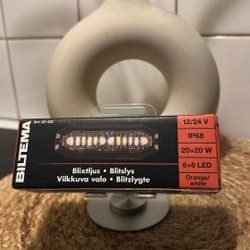 BILTEMA
Blixtljus • Blitslys
Vilkkuva valo • Blitzlygte
12/24 V
IP68
20+20 W
6+6 LED
Orange/
white